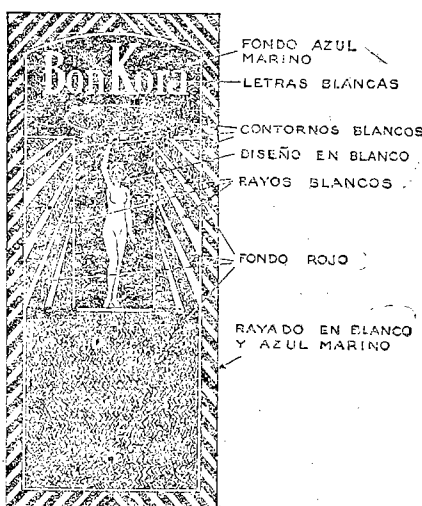 BonKora
FONDO AZUL
MARINO
LETRAS BLANCAS
CONTORNOS BLANCOS
DISEÑO EN BLANCO
RAYOS BLANCOS
FONDO ROJO
RAYADO EN BLANCO
Y AZUL MARINO